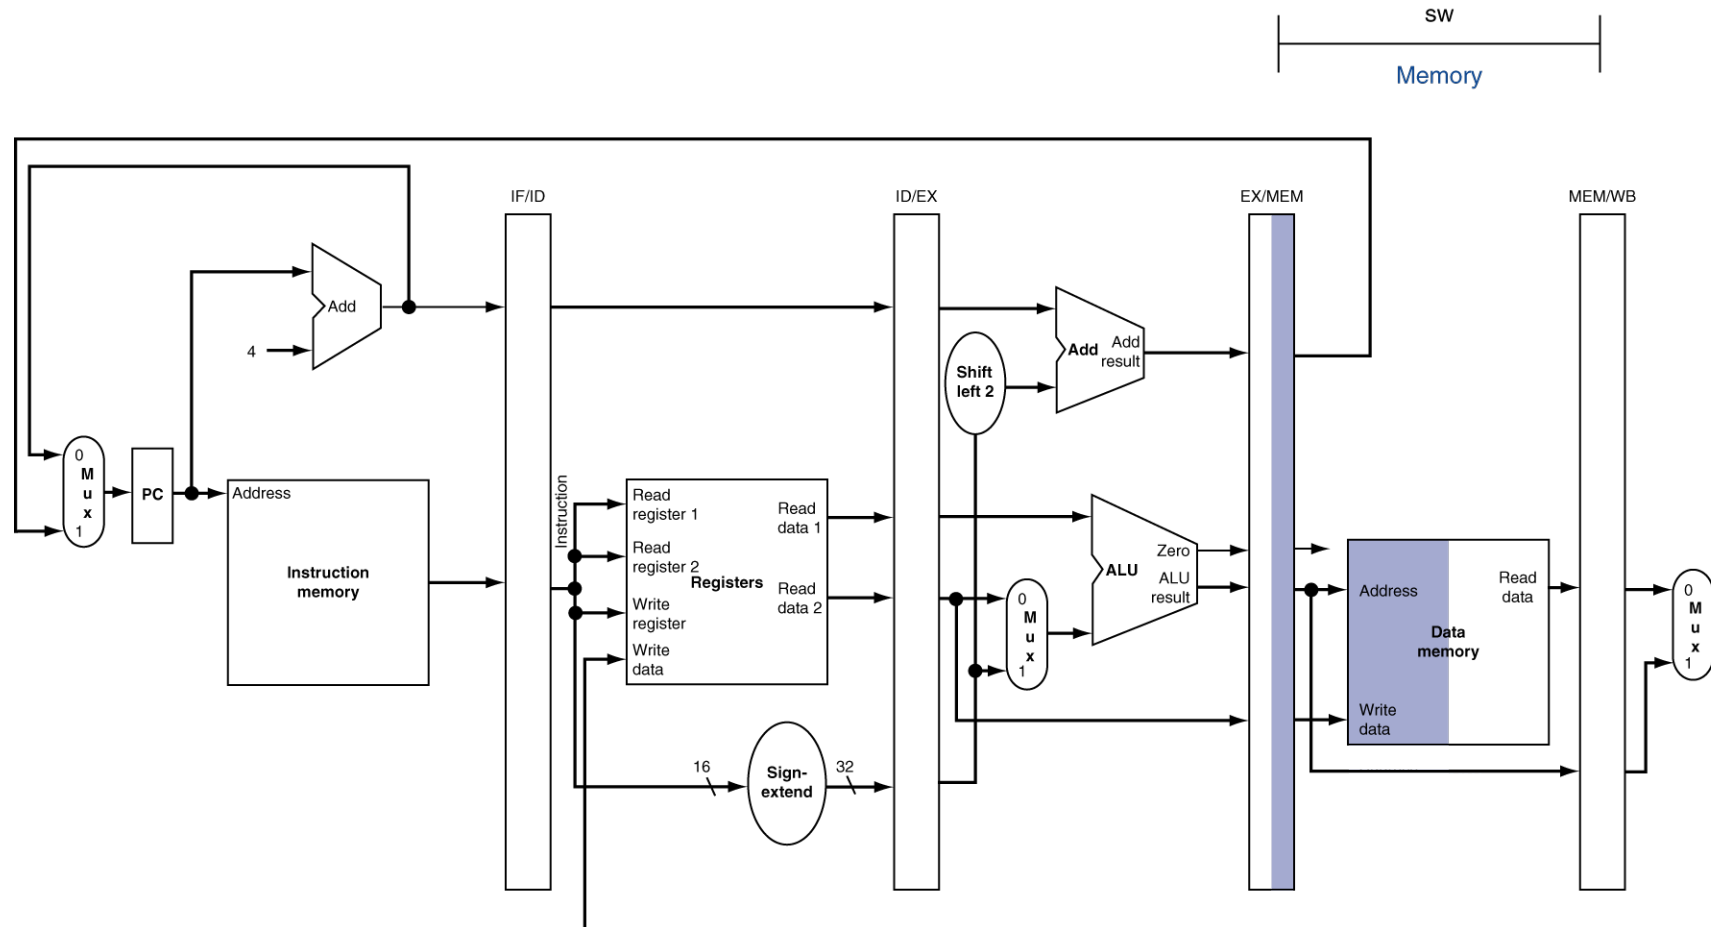 SW
Memory
IF/ID
ID/EX
EX/MEM
MEM/WB
Add
4
Shift
left 2
Add
Add
result
0
M
u
x
1
PC
Address
Instruction
memory
Instruction
Read
register 1
Read
register 2
Write
register
Write
data
Registers
Read
data 1
Read
data 2
16
Sign-
extend
32
0
M
u
x
1
Zero
ALU
ALU
result
Address
Read
data
Data
memory
Write
data
0
M
u
x
1